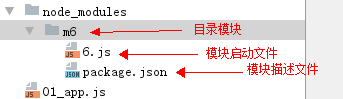 node_modules
m6 目录模块
6.js 模块启动文件
package.json 模块描述文件
01_app.js